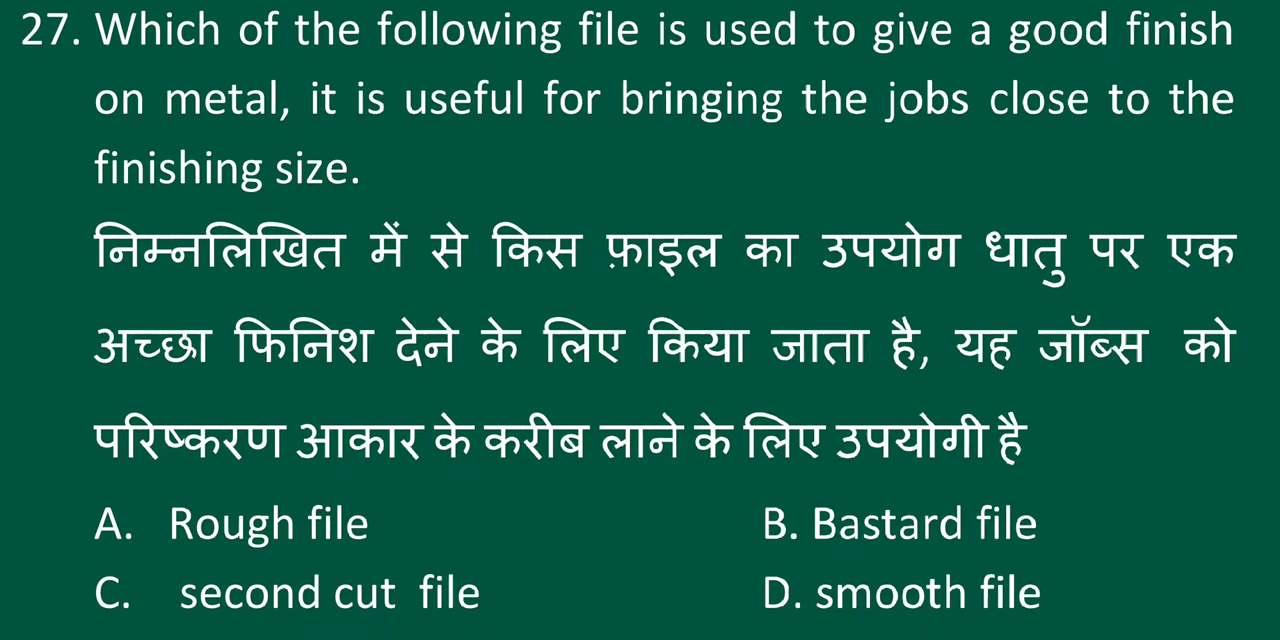 27. Which of the following file is used to give a good finish
on metal, it is useful for bringing the jobs close to the
finishing size.
निम्नलिखित में से किस फ़ाइल का उपयोग धातु पर एक
अच्छा फिनिश देने के लिए किया जाता है, यह जॉब्स को
परिष्करण आकार के करीब लाने के लिए उपयोगी है
A. Rough file B. Bastard file
C. second cut file D. smooth file